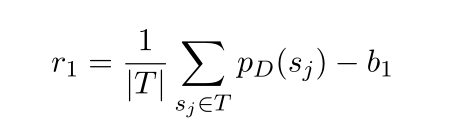 r_1 = \frac{1}{|T|} \sum_{s_j \in T} p_D(s_j) - b_1